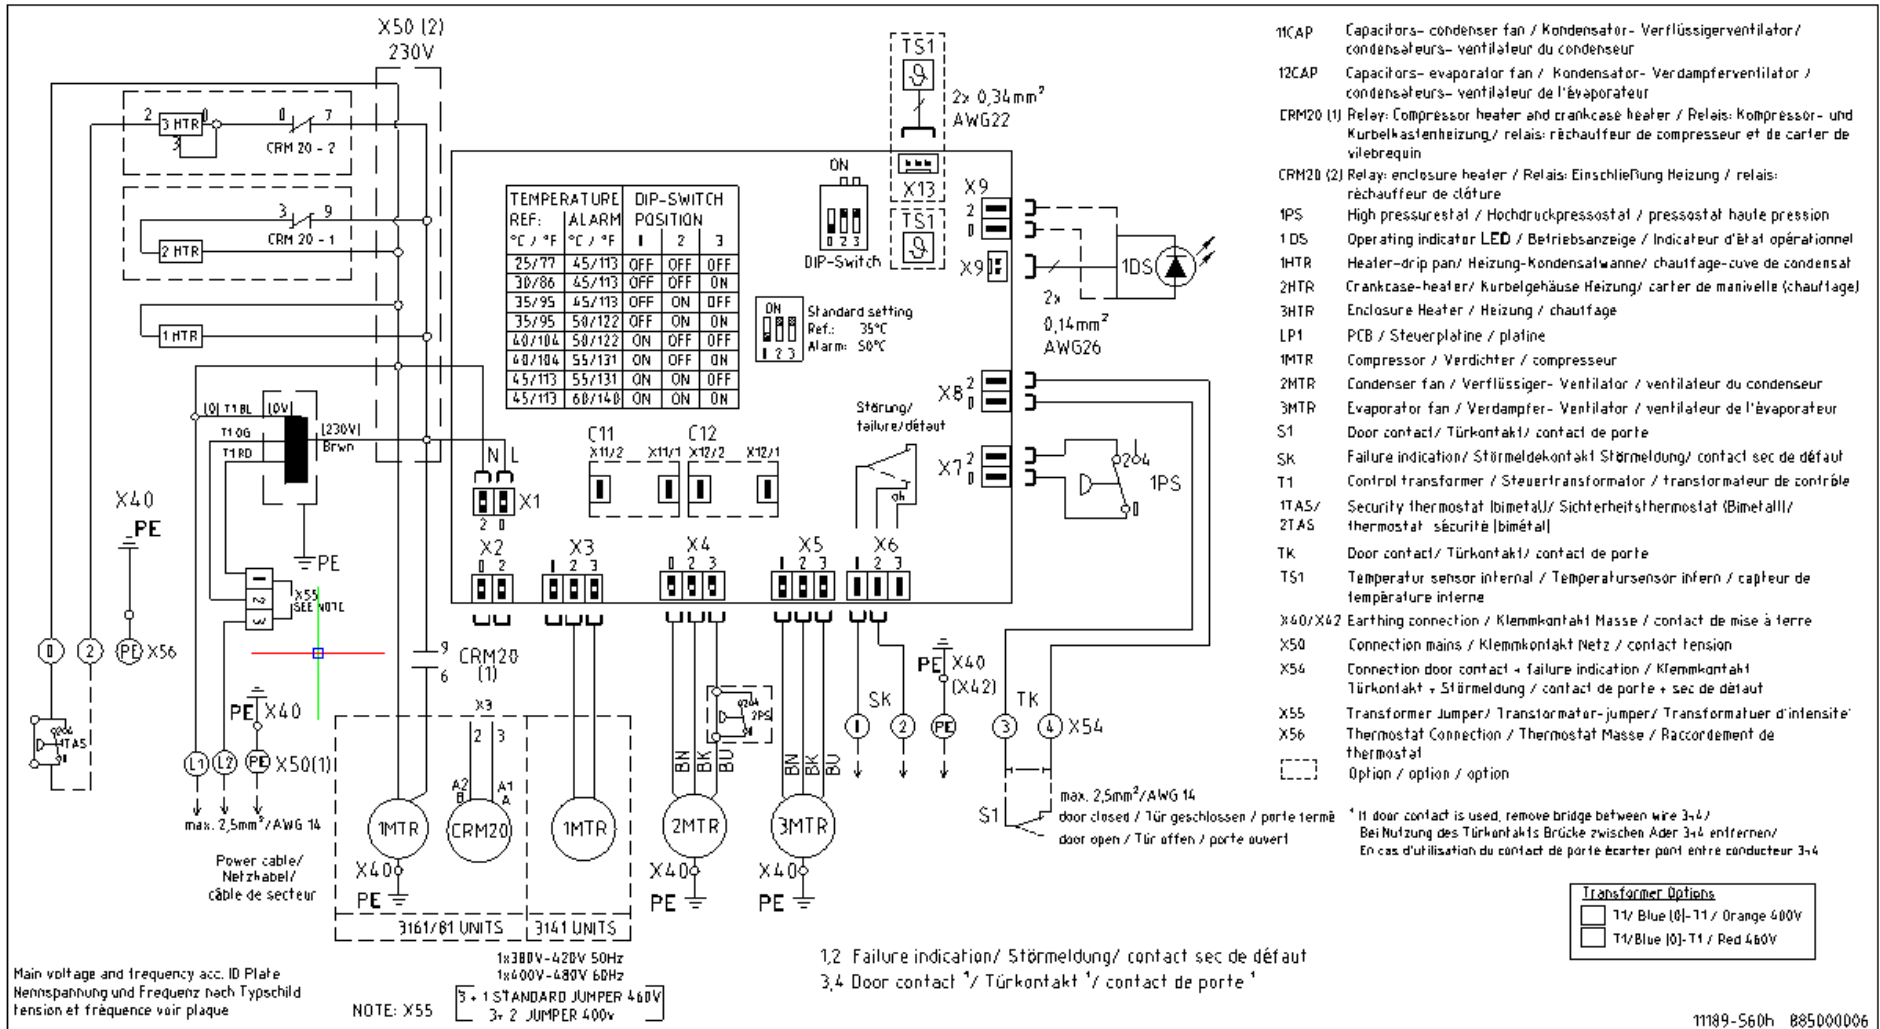 X50 (2)
230V
2
3 HTR
0
3
0
7
CRM 20 - 2
3
9
CRM 20 - 1
2 HTR
1 HTR
(0) T1 BL
(0V)
T1 OG
T1 RD
(230V)
Brwn
X40
PE
PE
1
2
3
X55
SEE NOTE
0
2
PE
X56
1TAS
PE
X40
L1
L2
PE
X50(1)
max. 2,5mm²/AWG 14
Power cable/
Netzkabel/
câble de secteur
TS1
2x 0,34mm²
AWG22
X13
TS1
ON
DIP-Switch
TEMPERATURE
DIP-SWITCH
REF:
ALARM
POSITION
°C / °F
°C / °F
1
2
3
25/77 45/113 OFF OFF OFF
30/86 45/113 OFF OFF ON
35/95 45/113 OFF ON OFF
35/95 50/122 OFF ON ON
40/104 50/122 ON OFF OFF
40/104 55/131 ON OFF ON
45/113 55/131 ON ON OFF
45/113 60/140 ON ON ON
ON
1 2 3
Standard setting
Ref.: 35°C
Alarm: 50°C
X9
2
0
X9
1DS
2x
0,14mm²
AWG26
X8
2
0
X7
2
0
1PS
Störung/
failure/défaut
C11
X11/2
X11/1
C12
X12/2
X12/1
N L
X1
2 0
X2
0 2
X3
1 2 3
X4
0 2 3
X5
1 2 3
X6
1 2 3
9
6
CRM20
(1)
X3
2
3
A2
B
A1
A
1MTR
CRM20
1MTR
X40
PE
3161/81 UNITS
3141 UNITS
BN
BK
BU
2PS
2MTR
X40
PE
BN
BK
BU
3MTR
X40
PE
SK
1
2
PE
X40
(X42)
PE
TK
3
4
X54
S1
max. 2,5mm²/AWG 14
door closed / Tür geschlossen / porte fermé
door open / Tür offen / porte ouvert
11CAP Capacitors- condenser fan / Kondensator- Verflüssigerventilator/
condensateurs- ventilateur du condenseur
12CAP Capacitors- evaporator fan / Kondensator- Verdampferventilator /
condensateurs- ventilateur de l'évaporateur
CRM20 (1) Relay: Compressor heater and crankcase heater / Relais: Kompressor- und
Kurbelkastenheizung/ relais: réchauffeur de compresseur et de carter de
vilebrequin
CRM20 (2) Relay: enclosure heater / Relais: Einschließung Heizung / relais:
réchauffeur de clôture
1PS High pressurestat / Hochdruckpressostat / pressostat haute pression
1 DS Operating indicator LED / Betriebsanzeige / Indicateur d'état opérationnel
1HTR Heater-drip pan/ Heizung-Kondensatwanne/ chauffage-cuve de condensat
2HTR Crankcase-heater/ Kurbelgehäuse Heizung/ carter de manivelle (chauffage)
3HTR Enclosure Heater / Heizung / chauffage
LP1 PCB / Steuerplatine / platine
1MTR Compressor / Verdichter / compresseur
2MTR Condenser fan / Verflüssiger- Ventilator / ventilateur du condenseur
3MTR Evaporator fan / Verdampfer- Ventilator / ventilateur de l'évaporateur
S1 Door contact/ Türkontakt/ contact de porte
SK Failure indication/ Störmeldekontakt Störmeldung/ contact sec de défaut
T1 Control transformer / Steuertransformator / transformateur de contrôle
1TAS/ Security thermostat (bimetal)/ Sichterheitsthermostat (Bimetall)/
2TAS thermostat sécurité (bimétal)
TK Door contact/ Türkontakt/ contact de porte
TS1 Temperatur sensor internal / Temperatursensor infern / capteur de
température interne
X40/X42 Earthing connection / Klemmkontakt Masse / contact de mise à terre
X50 Connection mains / Klemmkontakt Netz / contact tension
X54 Connection door contact + failure indication / Klemmkontakt
Türkontakt + Störmeldung / contact de porte + sec de défaut
X55 Transformer Jumper/ Transformator-jumper/ Transformatuer d'intensite'
X56 Thermostat Connection / Thermostat Masse / Raccordement de
thermostat
Option / option / option
¹ If door contact is used, remove bridge between wire 3+4/
Bei Nutzung des Türkontakts Brücke zwischen Ader 3+4 entfernen/
En cas d'utilisation du contact de porte écarter pont entre conducteur 3+4
Transformer Options
T1/ Blue (0)-T1 / Orange 400V
T1/Blue (0)-T1 / Red 460V
Main voltage and frequency acc. ID Plate
Nennspannung und Frequenz nach Typschild
tension et fréquence voir plaque
NOTE: X55
1x380V-420V 50Hz
1x400V-480V 60Hz
3 + 1 STANDARD JUMPER 460V
3+ 2 JUMPER 400v
1,2 Failure indication/ Störmeldung/ contact sec de défaut
3,4 Door contact ¹/ Türkontakt ¹/ contact de porte ¹
11189-560h 885000006